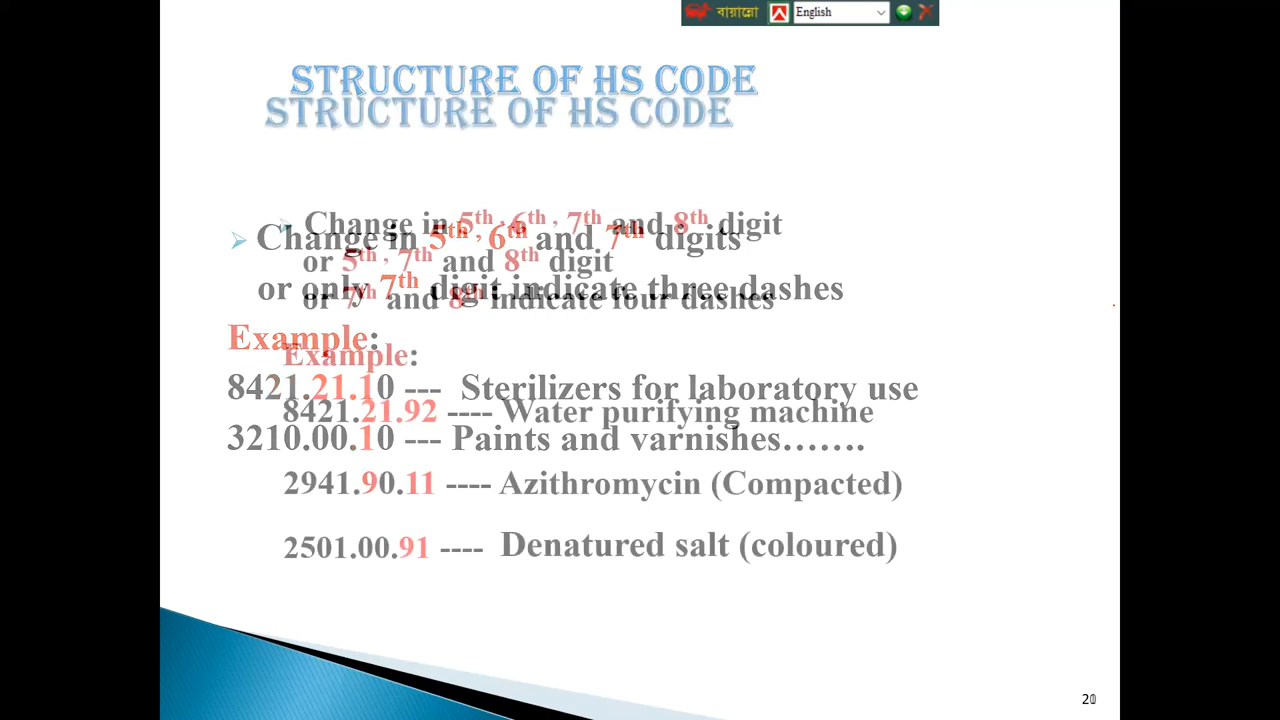 বায়ান্নো English
STRUCTURE OF HS CODE
STRUCTURE OF HS CODE
Change in 5th , 6th , 7th and 8th digit
or 5th , 7th and 8th digit
or 7th and 8th indicate four dashes
Change in 5th , 6th and 7th digits
or only 7th digit indicate three dashes
Example:
8421.21.10 --- Sterilizers for laboratory use
3210.00.10 --- Paints and varnishes…….
Example:
8421.21.92 ---- Water purifying machine
2941.90.11 ---- Azithromycin (Compacted)
2501.00.91 ---- Denatured salt (coloured)